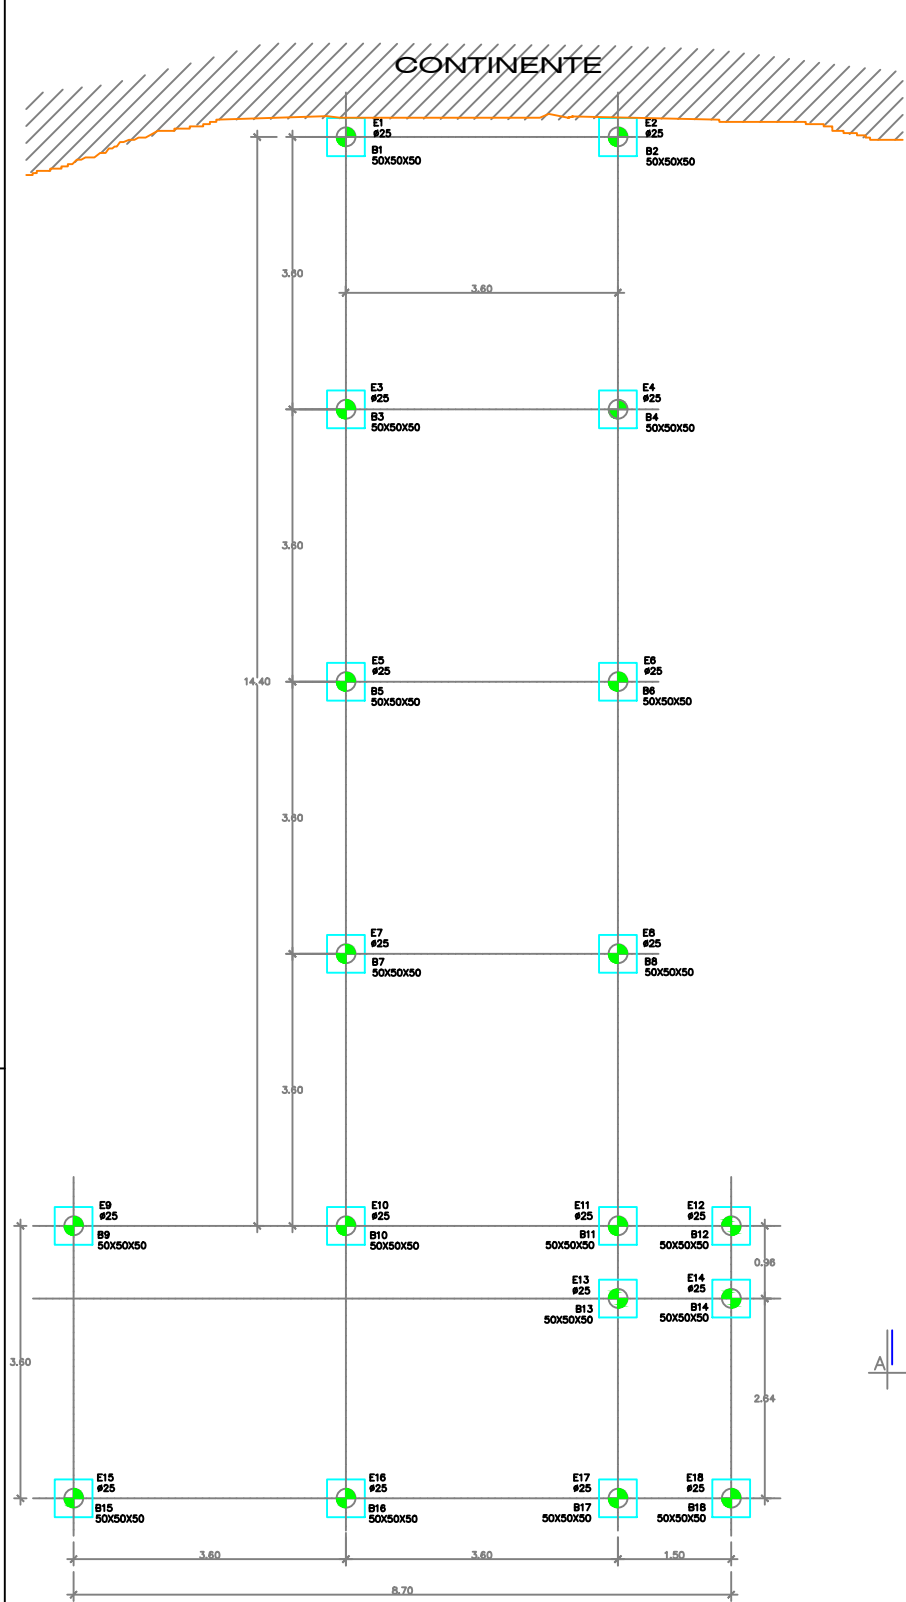 CONTINENTE
E1
ø25
B1
50X50X50
E2
ø25
B2
50X50X50
3.60
3.60
E3
ø25
B3
50X50X50
E4
ø25
B4
50X50X50
3.60
E5
ø25
B5
50X50X50
E6
ø25
B6
50X50X50
14.40
3.60
E7
ø25
B7
50X50X50
E8
ø25
B8
50X50X50
3.60
E9
ø25
B9
50X50X50
E10
ø25
B10
50X50X50
E11
ø25
B11
50X50X50
E12
ø25
B12
50X50X50
0.96
E13
ø25
B13
50X50X50
E14
ø25
B14
50X50X50
3.60
A
2.64
E15
ø25
B15
50X50X50
E16
ø25
B16
50X50X50
E17
ø25
B17
50X50X50
E18
ø25
B18
50X50X50
3.60
3.60
1.50
8.70